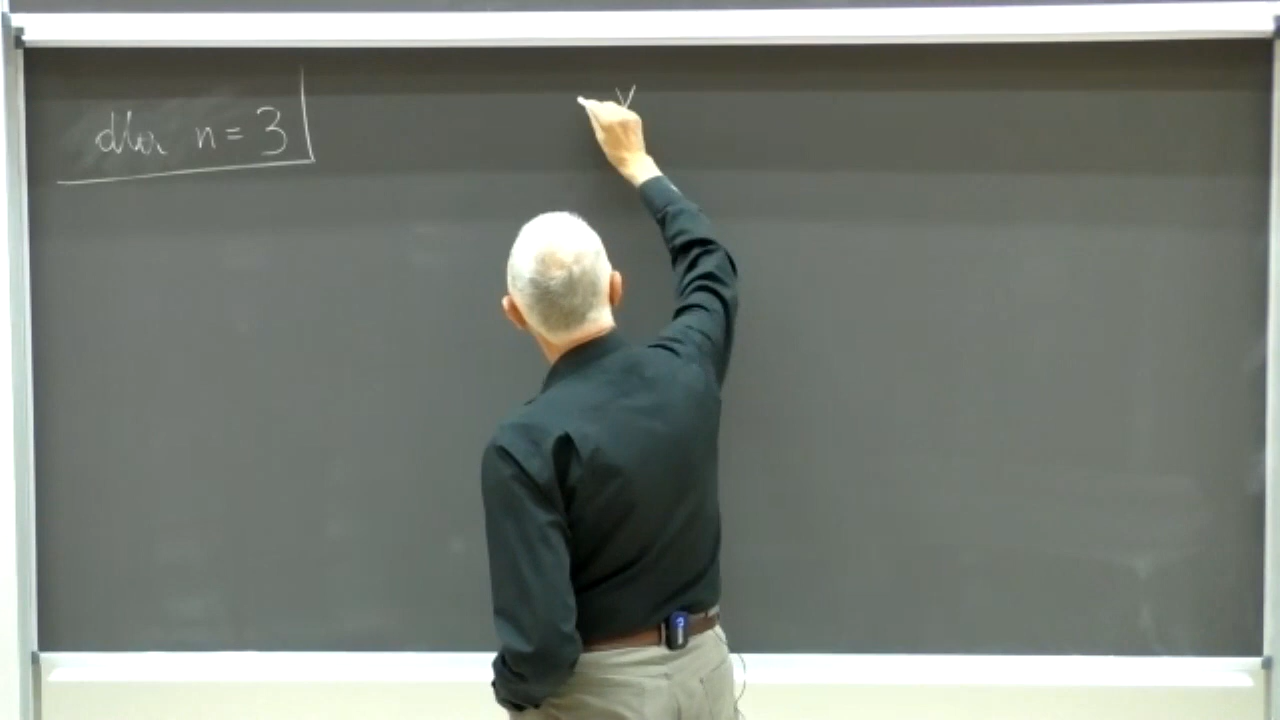 dla n = 3